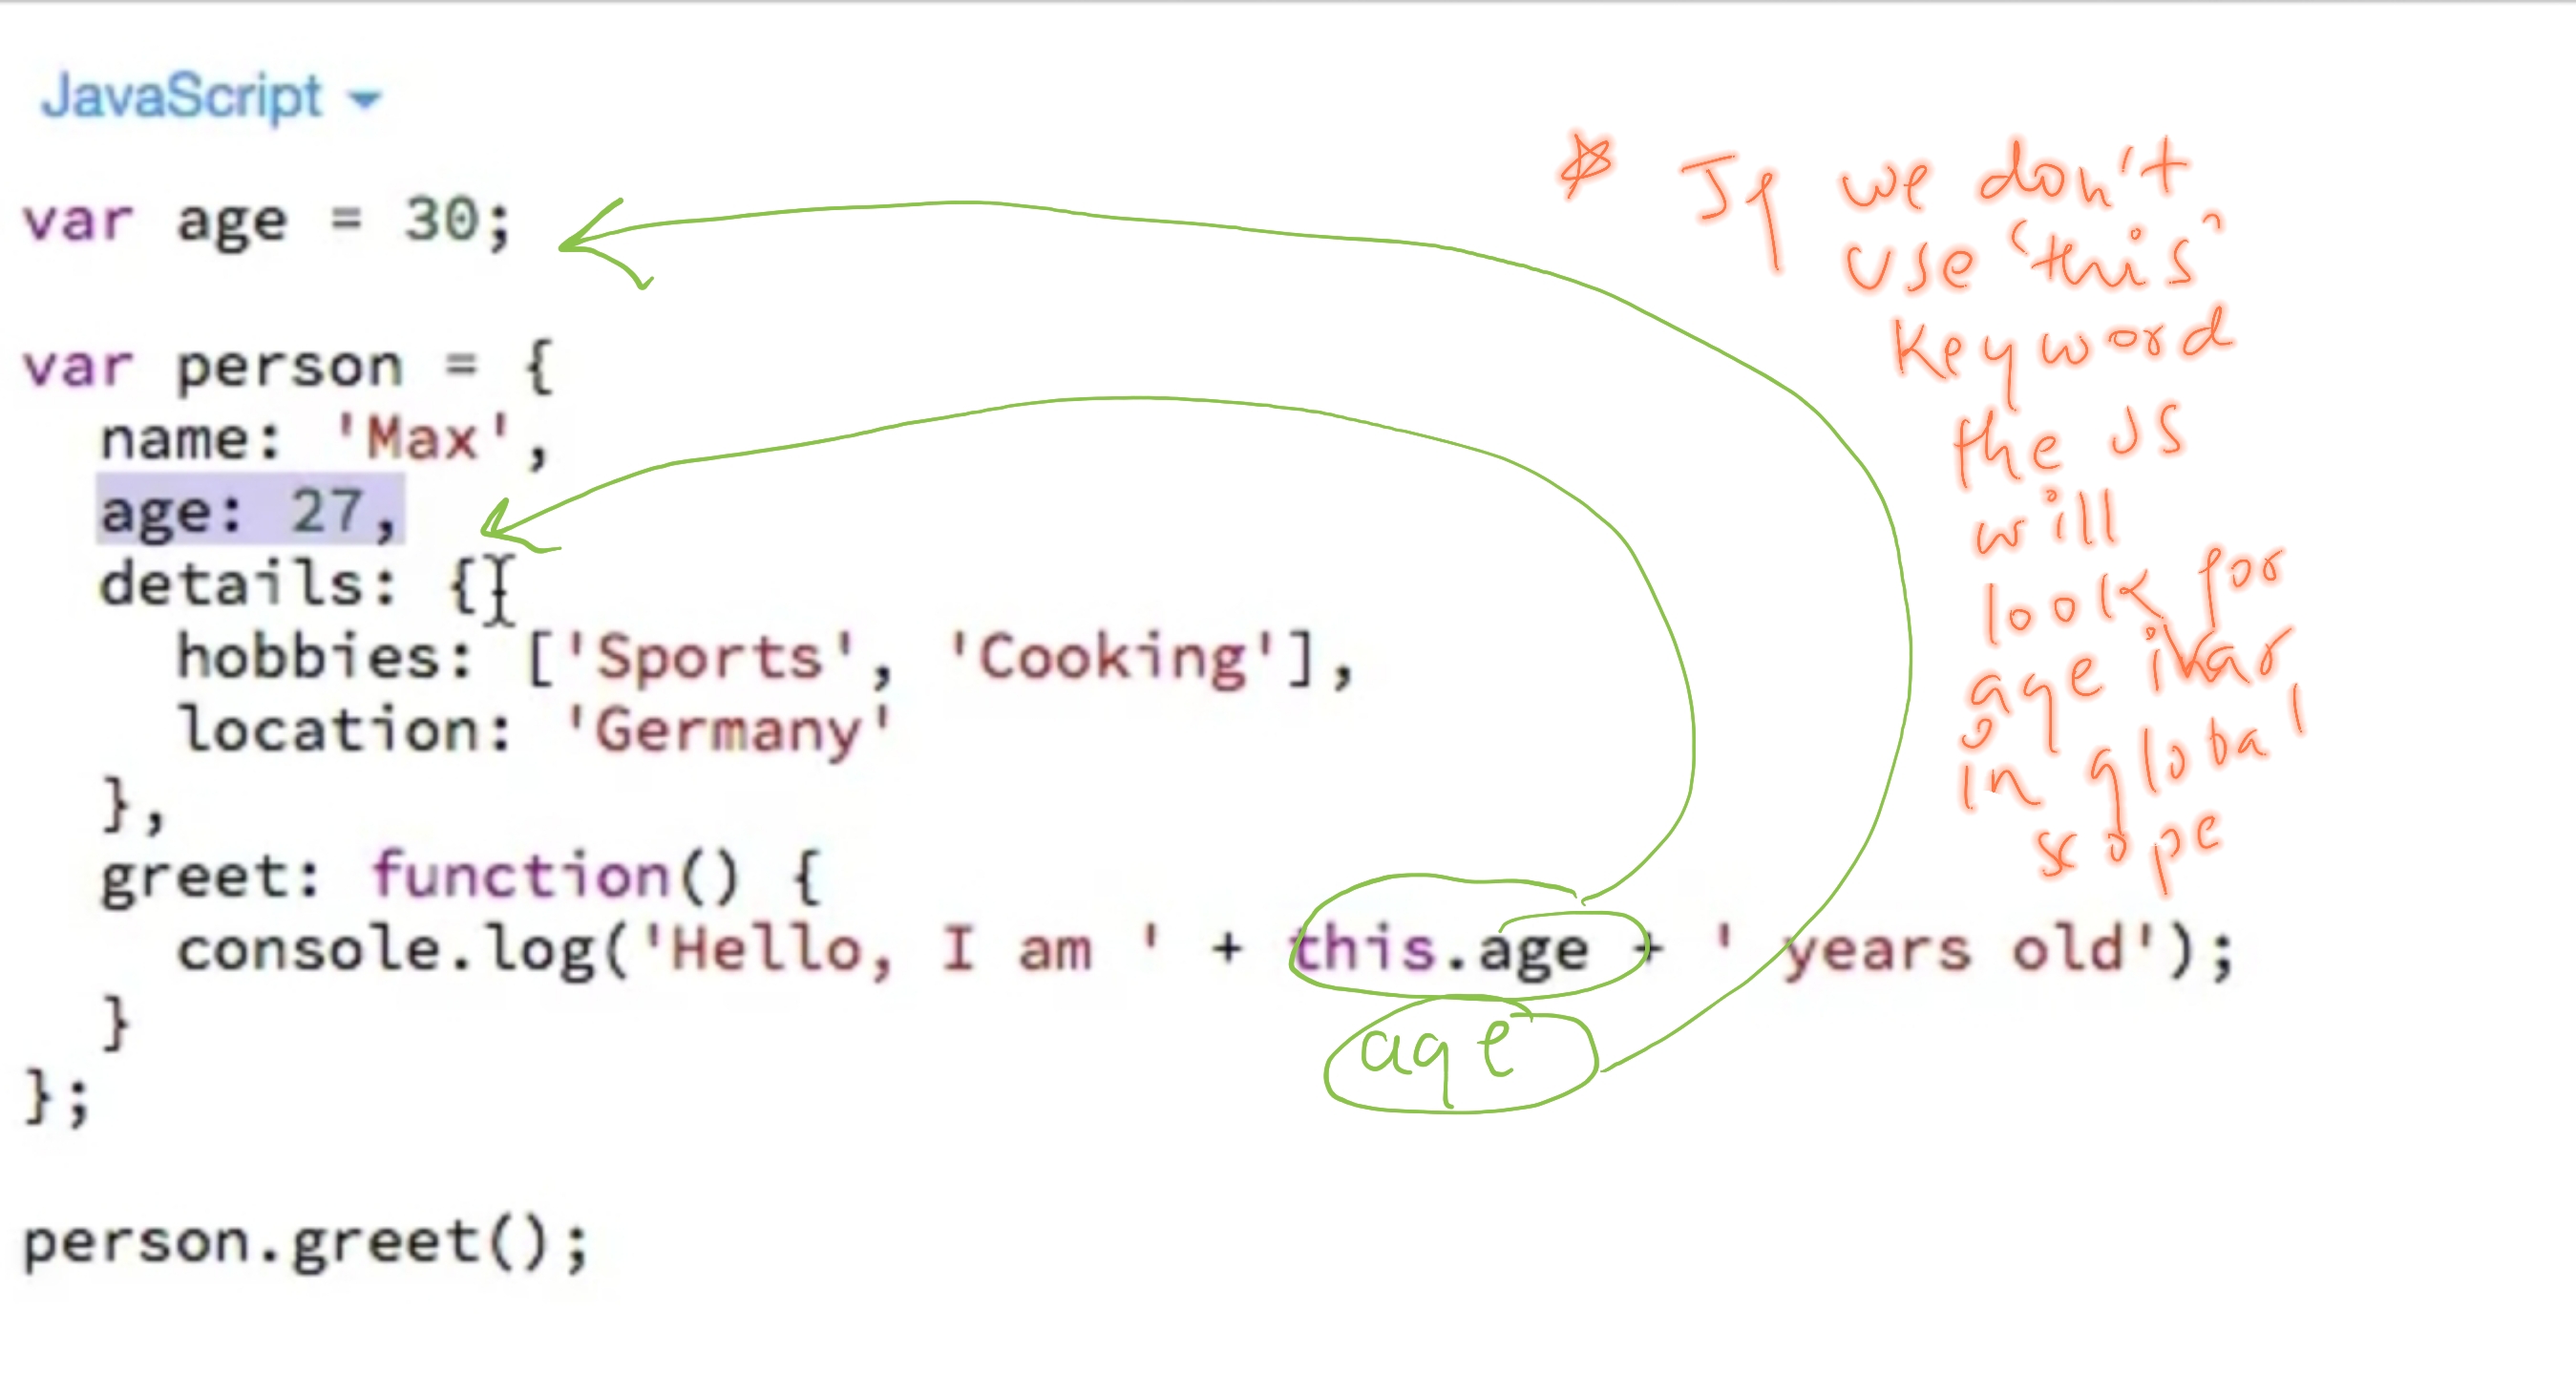 JavaScript
var age = 30;
var person = {
name: 'Max',
age: 27,
details: {
hobbies: ['Sports', 'Cooking'],
location: 'Germany'
},
greet: function() {
console.log('Hello, I am ' + this.age + ' years old');
age
}
};
person.greet();
* If we don't
use 'this'
keyword
the JS
will
look for
age
in global
scope